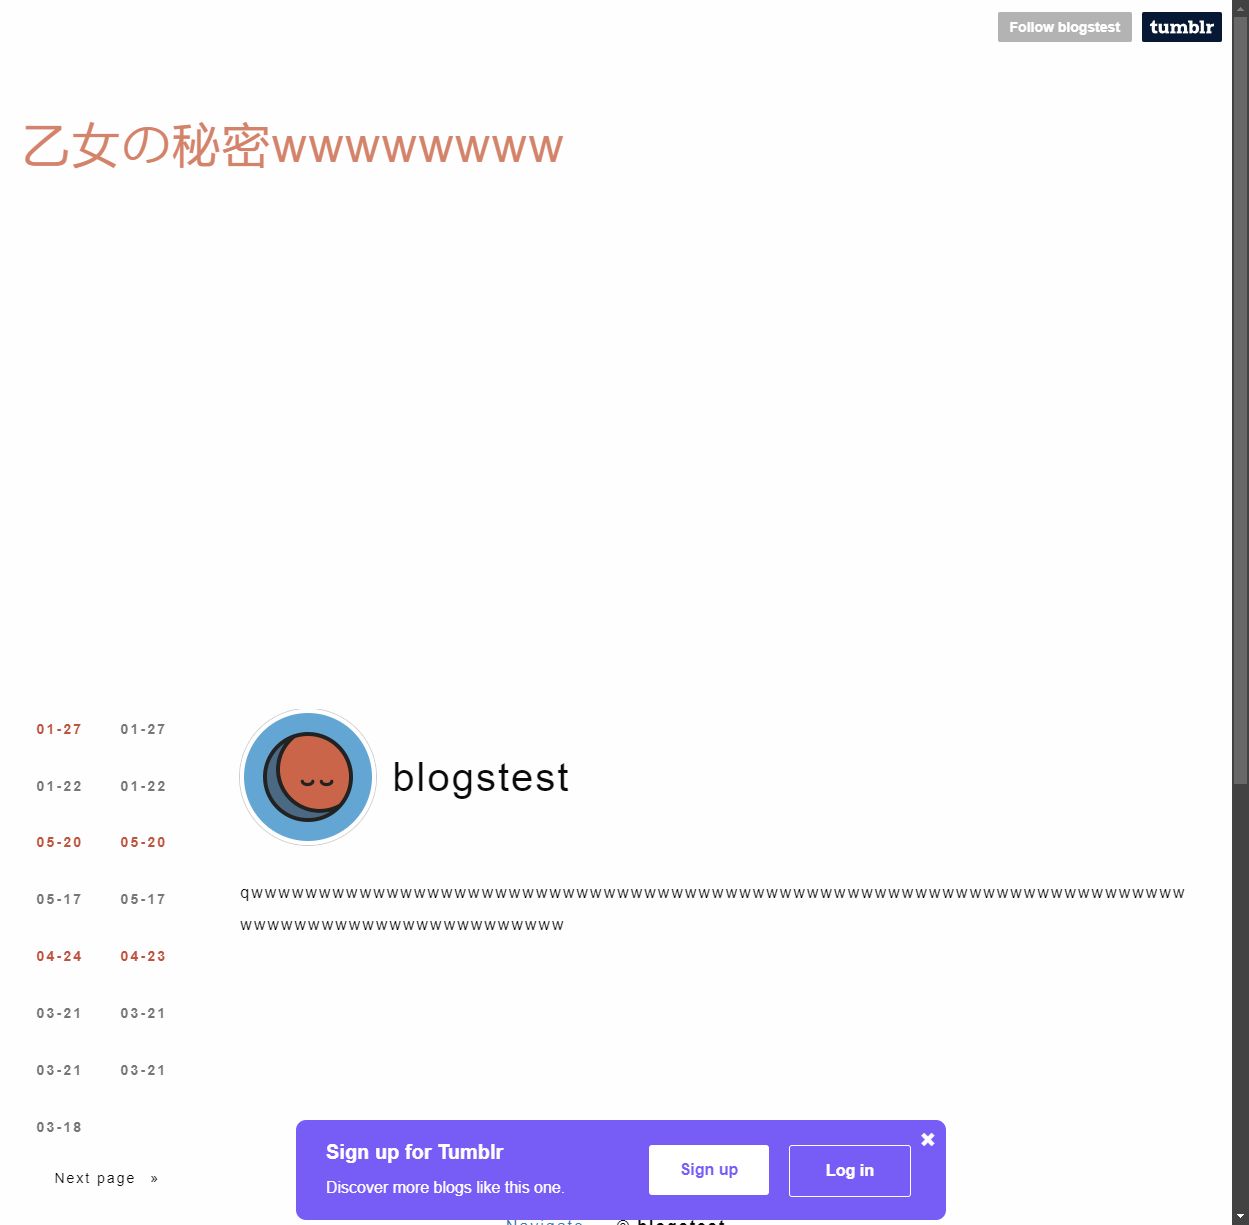 Follow blogstest
tumblr
乙女の秘密wwwwwwww
01-27 01-27
01-22 01-22
05-20 05-20
05-17 05-17
04-24 04-23
03-21 03-21
03-21 03-21
03-18
Next page »
blogstest
qwwwwwwwwwwwwwwwwwwwwwwwwwwwwwwwwwwwwwwwwwwwwwwwwwwwwwwwwwwwwwwwwwwwww
wwwwwwwwwwwwwwwwwwwwwwww
Sign up for Tumblr
Discover more blogs like this one.
Sign up
Log in
Navigate © blogstest